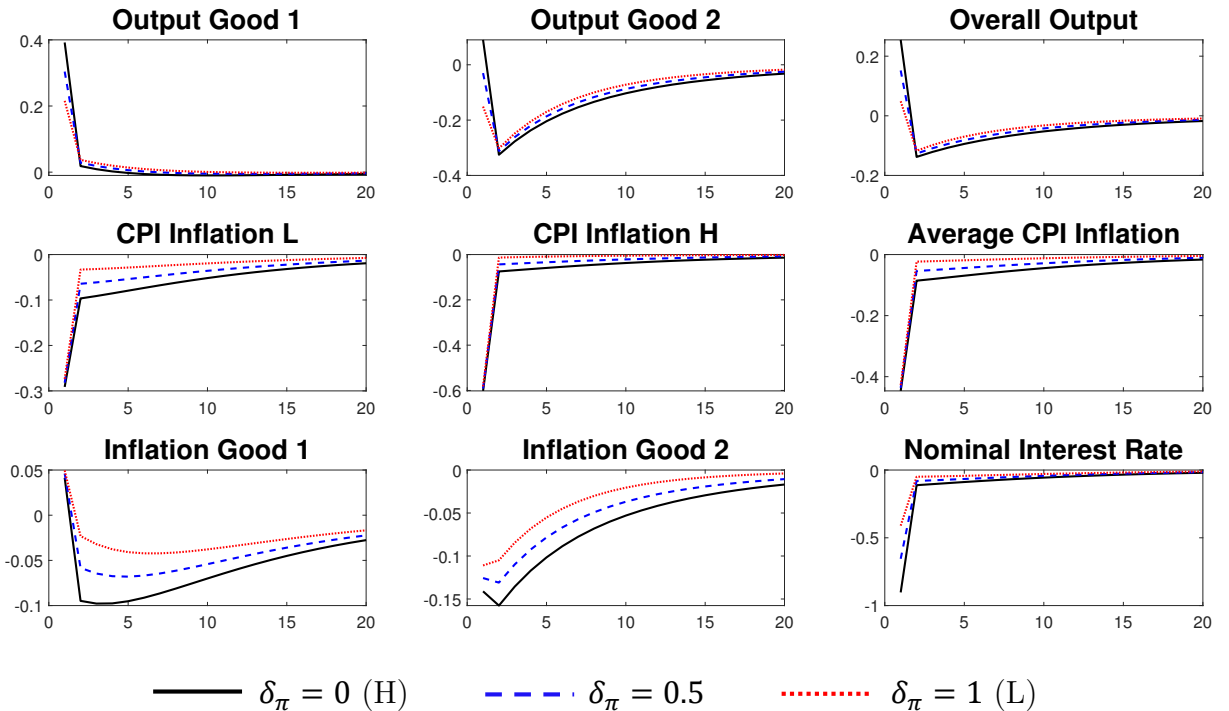 Output Good 1 Output Good 2 Overall Output
0.4 0 0.2
0.2 -0.2 0
0 -0.4 -0.2
0 5 10 15 20 0 5 10 15 20 0 5 10 15 20
CPI Inflation L CPI Inflation H Average CPI Inflation
0 0 0
-0.1 -0.2 -0.2
-0.2 -0.4 -0.4
-0.3 -0.6
0 5 10 15 20 0 5 10 15 20 0 5 10 15 20
Inflation Good 1 Inflation Good 2 Nominal Interest Rate
0.05 0 0
0 -0.05 -0.5
-0.05 -0.1 -1
-0.1 -0.15
0 5 10 15 20 0 5 10 15 20 0 5 10 15 20
δπ = 0 (H) δπ = 0.5 δπ = 1 (L)